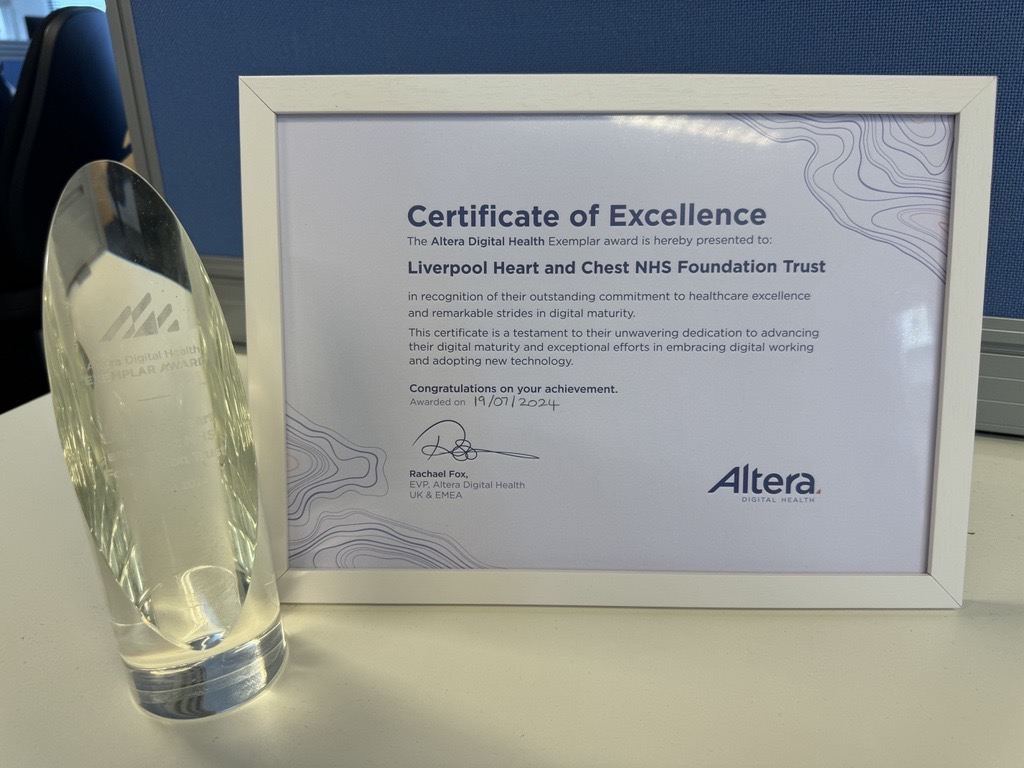 Certificate of Excellence
The Altera Digital Health Exemplar award is hereby presented to:
Liverpool Heart and Chest NHS Foundation Trust
in recognition of their outstanding commitment to healthcare excellence
and remarkable strides in digital maturity.
This certificate is a testament to their unwavering dedication to advancing
their digital maturity and exceptional efforts in embracing digital working
and adopting new technology.
Congratulations on your achievement.
Awarded on 19/07/2024
Rachael Fox,
EVP, Altera Digital Health
UK & EMEA
Altera
DIGITAL HEALTH
Altera Digital Health
EXEMPLAR AWARD